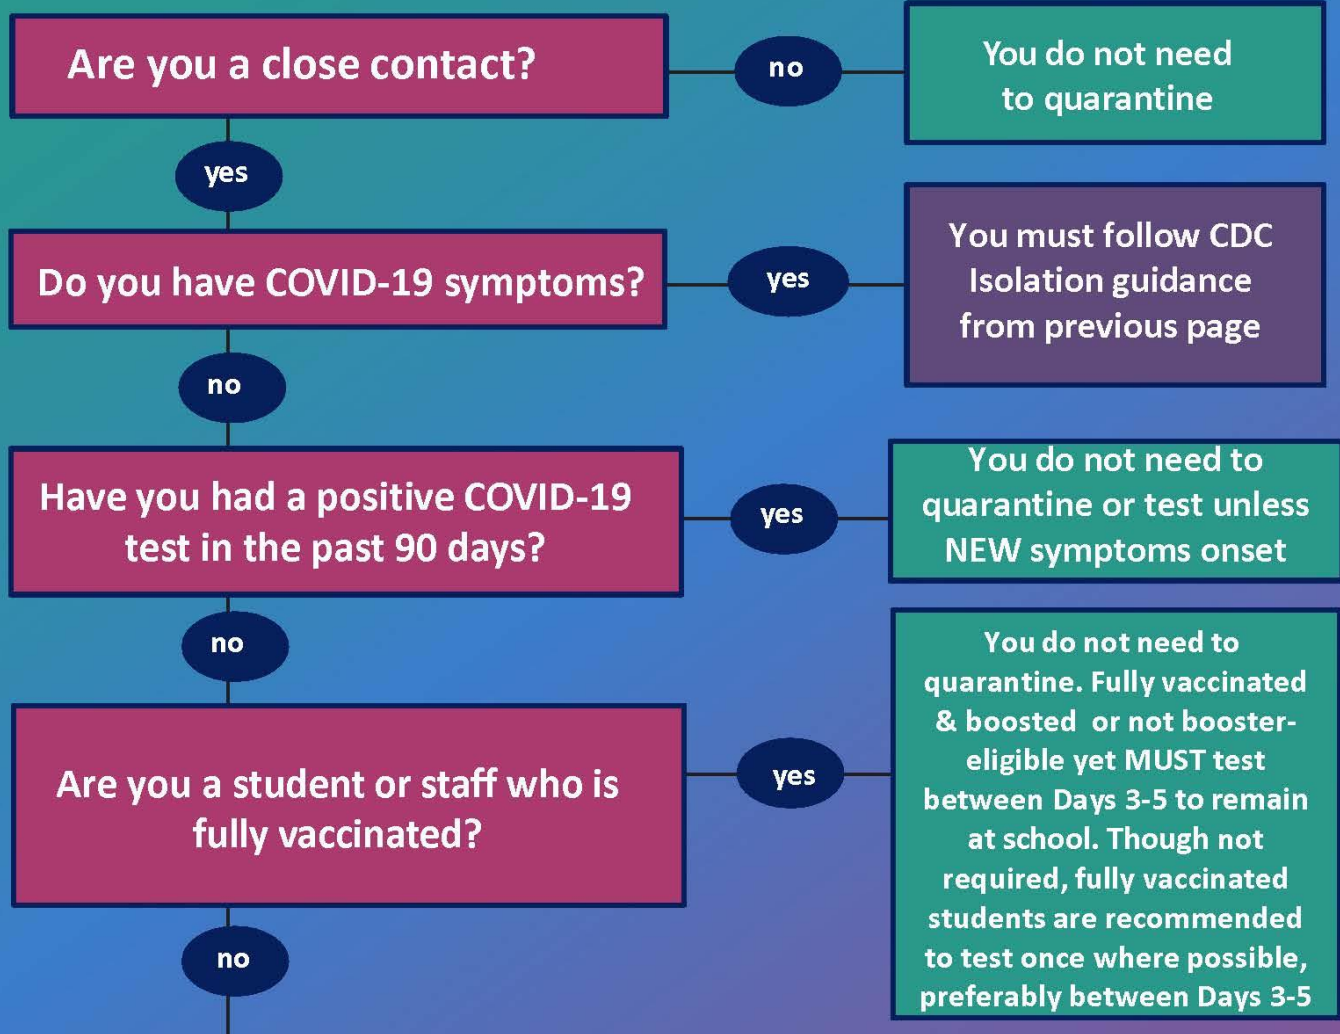 Are you a close contact?
no
You do not need
to quarantine
yes
Do you have COVID-19 symptoms?
yes
You must follow CDC
Isolation guidance
from previous page
no
Have you had a positive COVID-19
test in the past 90 days?
yes
You do not need to
quarantine or test unless
NEW symptoms onset
no
Are you a student or staff who is
fully vaccinated?
yes
You do not need to
quarantine. Fully vaccinated
& boosted or not booster-
eligible yet MUST test
between Days 3-5 to remain
at school. Though not
required, fully vaccinated
students are recommended
to test once where possible,
preferably between Days 3-5
no